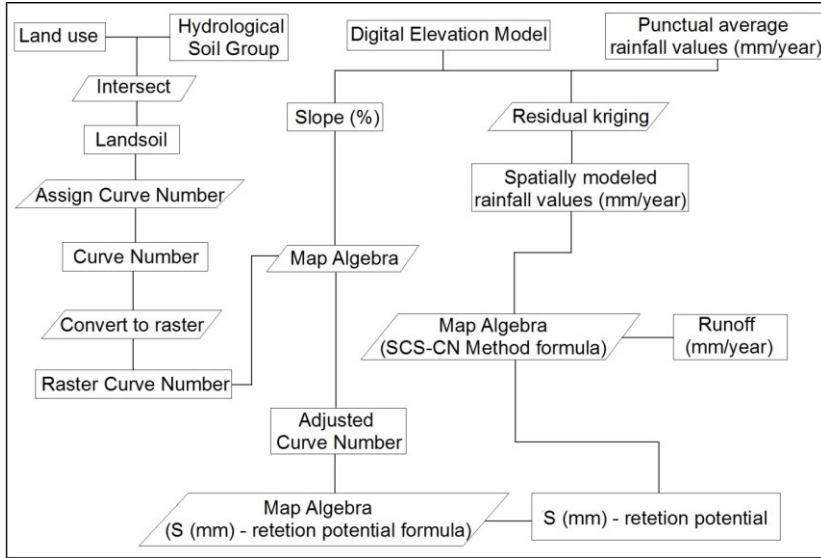 Land use
Hydrological
Soil Group
Digital Elevation Model
Punctual average
rainfall values (mm/year)
Intersect
Slope (%)
Residual kriging
Landsoil
Assign Curve Number
Spatially modeled
rainfall values (mm/year)
Curve Number
Map Algebra
Convert to raster
Map Algebra
(SCS-CN Method formula)
Runoff
(mm/year)
Raster Curve Number
Adjusted
Curve Number
Map Algebra
(S (mm) - retetion potential formula)
S (mm) - retetion potential